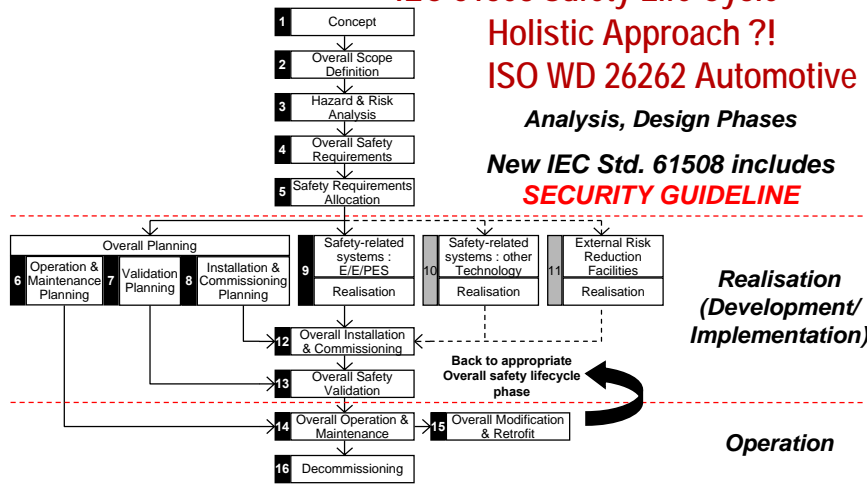 IEC 61508 Safety Life Cycle
Holistic Approach ?!
ISO WD 26262 Automotive
Analysis, Design Phases
New IEC Std. 61508 includes
SECURITY GUIDELINE
1
Concept
2
Overall Scope
Definition
3
Hazard & Risk
Analysis
4
Overall Safety
Requirements
5
Safety Requirements
Allocation
Overall Planning
6
Operation &
Maintenance
Planning
7
Validation
Planning
8
Installation &
Commissioning
Planning
9
Safety-related
systems :
E/E/PES
Realisation
10
Safety-related
systems : other
Technology
Realisation
11
External Risk
Reduction
Facilities
Realisation
Realisation
(Development/
Implementation)
12
Overall Installation
& Commissioning
13
Overall Safety
Validation
Back to appropriate
Overall safety lifecycle
phase
14
Overall Operation &
Maintenance
15
Overall Modification
& Retrofit
16
Decommissioning
Operation